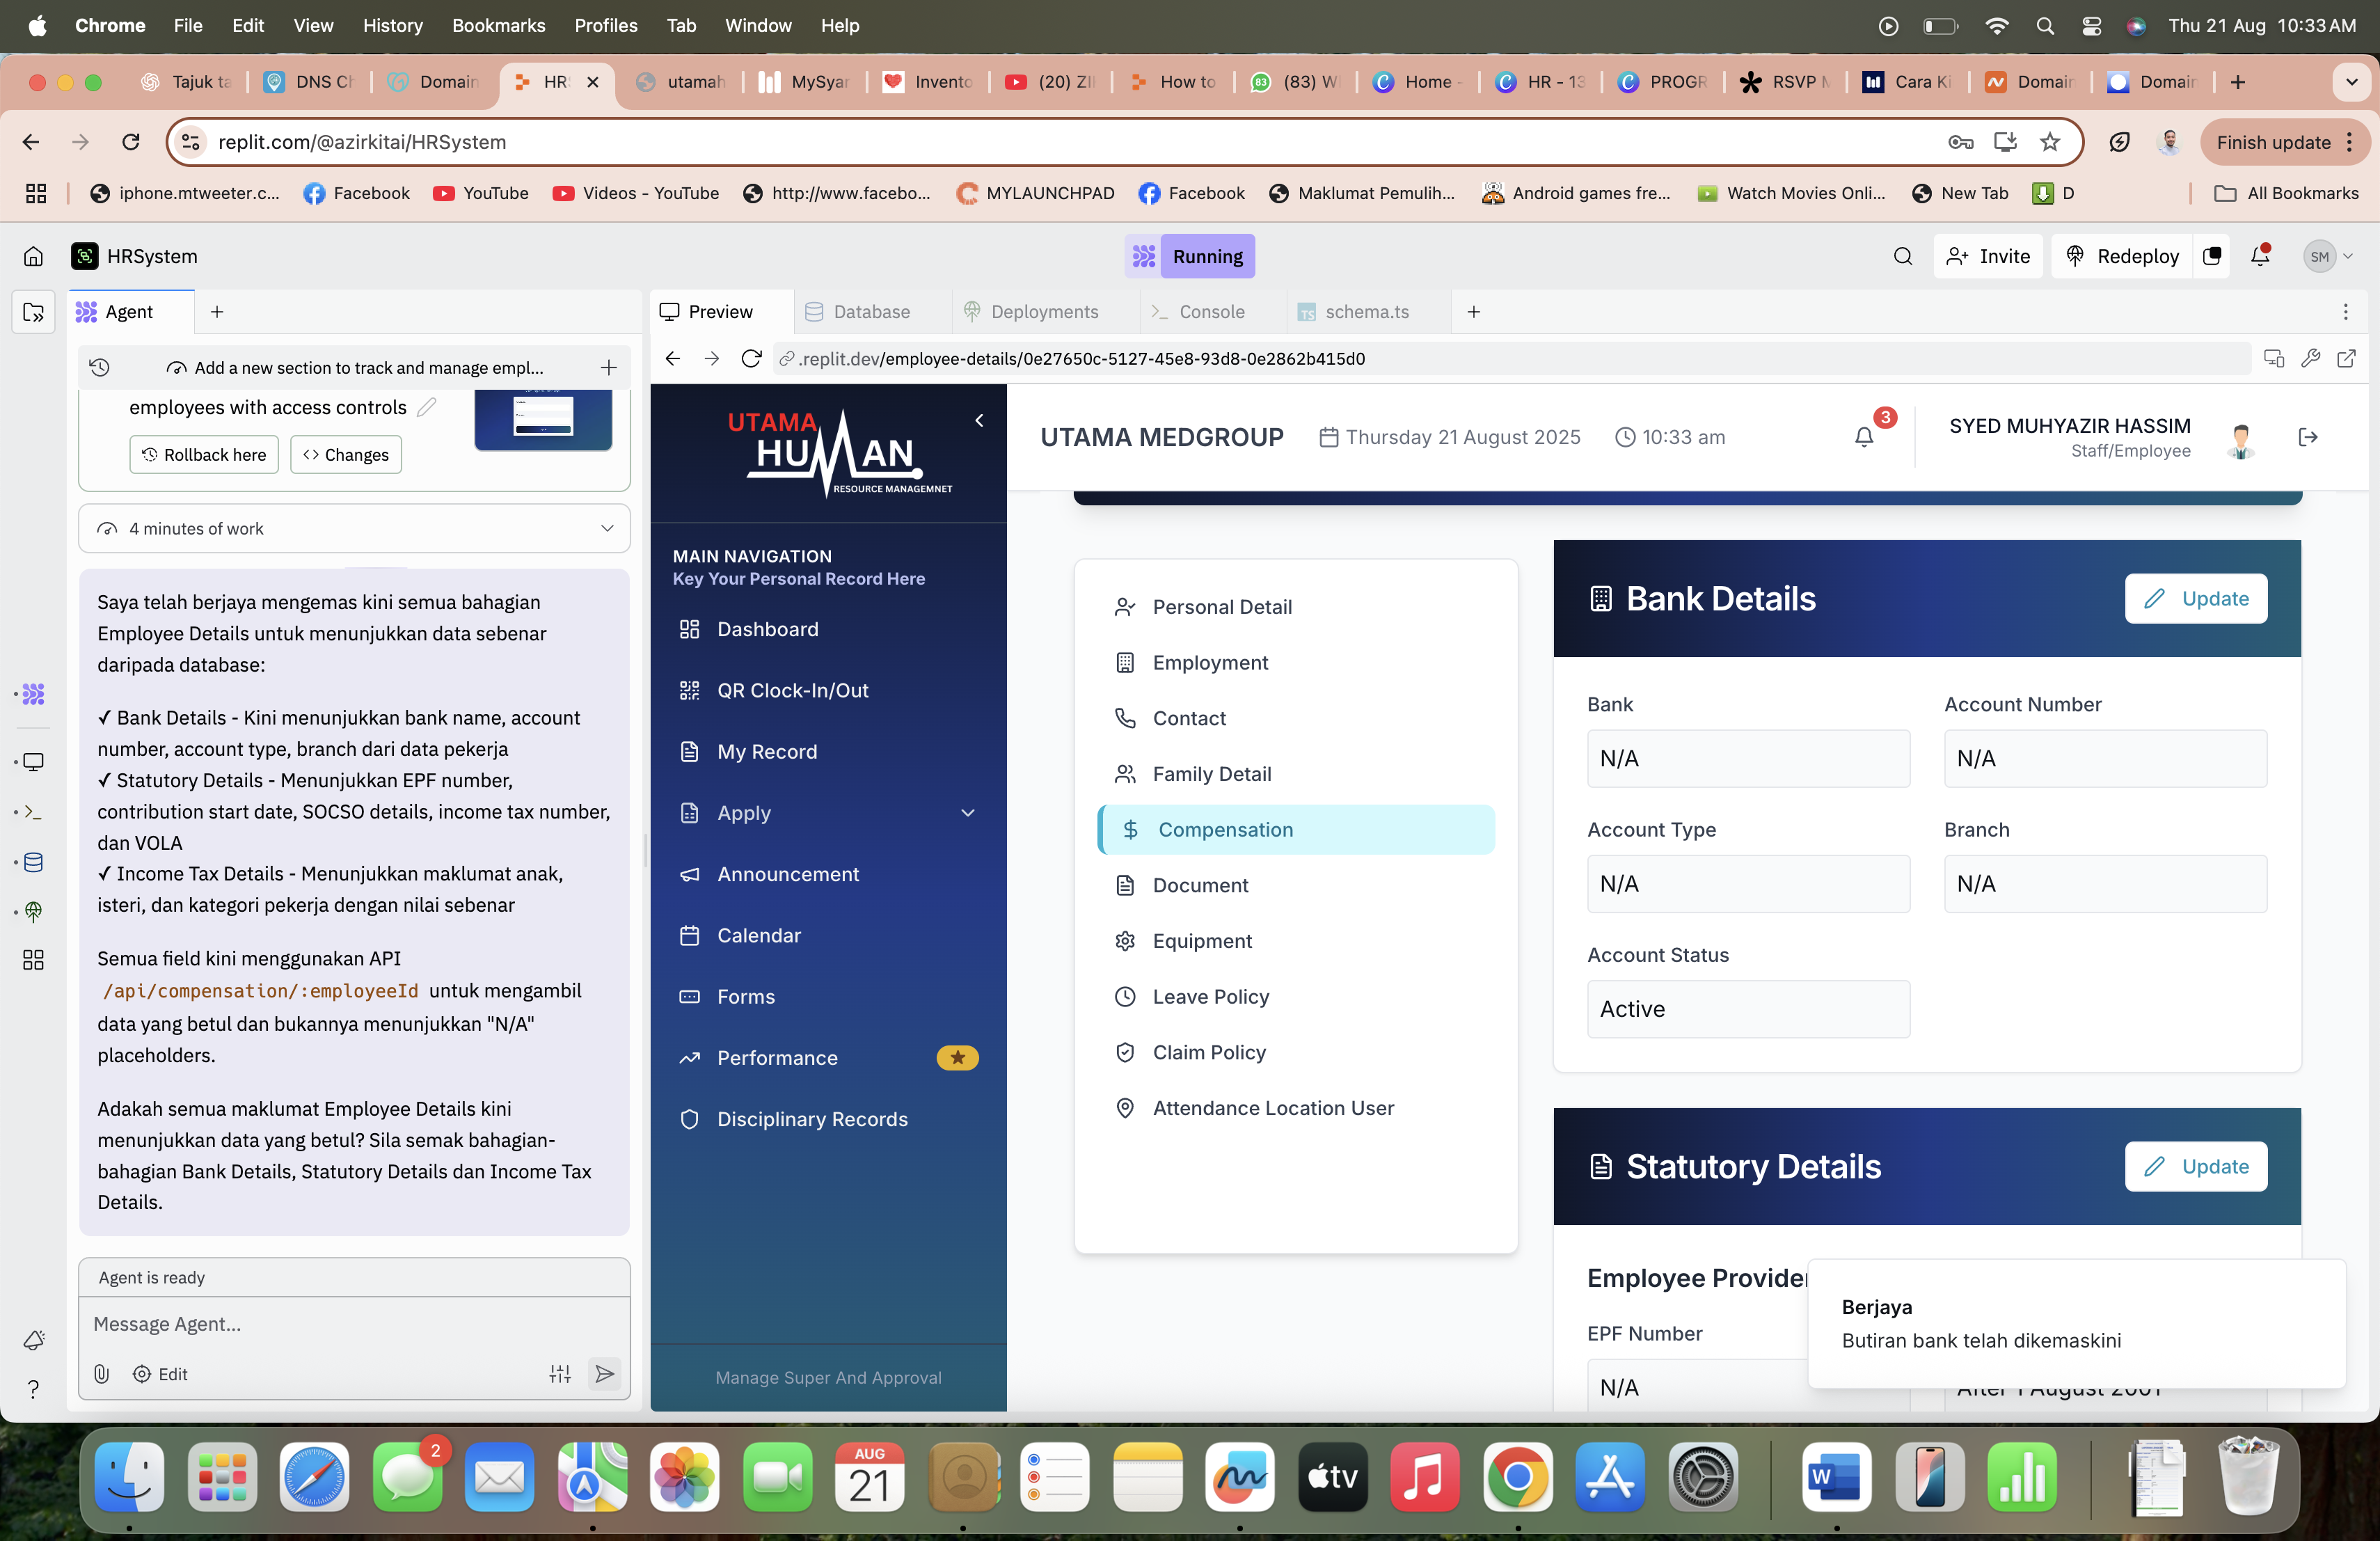 Chrome File Edit View History Bookmarks Profiles Tab Window Help
Thu 21 Aug 10:33 AM
Tajuk ta
DNS Ch
Domain
HRS
utamah
MySyar
Invento
(20) ZII
How to
(83) W
Home -
HR - 13
PROGR
RSVP M
Cara Ki
Domain
Domain
replit.com/@azirkitai/HRSystem
Finish update
iphone.mtweeter.c...
Facebook
YouTube
Videos - YouTube
http://www.facebo...
MYLAUNCHPAD
Facebook
Maklumat Pemulih...
Android games fre...
Watch Movies Onli...
New Tab
D
All Bookmarks
HRSystem
Running
Invite
Redeploy
SM
Agent
Preview
Database
Deployments
Console
TS schema.ts
Add a new section to track and manage empl...
.replit.dev/employee-details/0e27650c-5127-45e8-93d8-0e2862b415d0
employees with access controls
Rollback here
<> Changes
4 minutes of work
Saya telah berjaya mengemas kini semua bahagian
Employee Details untuk menunjukkan data sebenar
daripada database:
✓ Bank Details - Kini menunjukkan bank name, account
number, account type, branch dari data pekerja
✓ Statutory Details - Menunjukkan EPF number,
contribution start date, SOCSO details, income tax number,
dan VOLA
✓ Income Tax Details - Menunjukkan maklumat anak,
isteri, dan kategori pekerja dengan nilai sebenar
Semua field kini menggunakan API
/api/compensation/:employeeId untuk mengambil
data yang betul dan bukannya menunjukkan "N/A"
placeholders.
Adakah semua maklumat Employee Details kini
menunjukkan data yang betul? Sila semak bahagian-
bahagian Bank Details, Statutory Details dan Income Tax
Details.
Agent is ready
Message Agent...
Edit
UTAMA
HUMAN
RESOURCE MANAGEMNET
MAIN NAVIGATION
Key Your Personal Record Here
Dashboard
QR Clock-In/Out
My Record
Apply
Announcement
Calendar
Forms
Performance
Disciplinary Records
Manage Super And Approval
UTAMA MEDGROUP
Thursday 21 August 2025
10:33 am
3
SYED MUHYAZIR HASSIM
Staff/Employee
Personal Detail
Employment
Contact
Family Detail
Compensation
Document
Equipment
Leave Policy
Claim Policy
Attendance Location User
Bank Details
Update
Bank
N/A
Account Number
N/A
Account Type
N/A
Branch
N/A
Account Status
Active
Statutory Details
Update
Employee Provider
EPF Number
N/A
After 1 August 2001
Berjaya
Butiran bank telah dikemaskini
2
AUG
21
tv
W